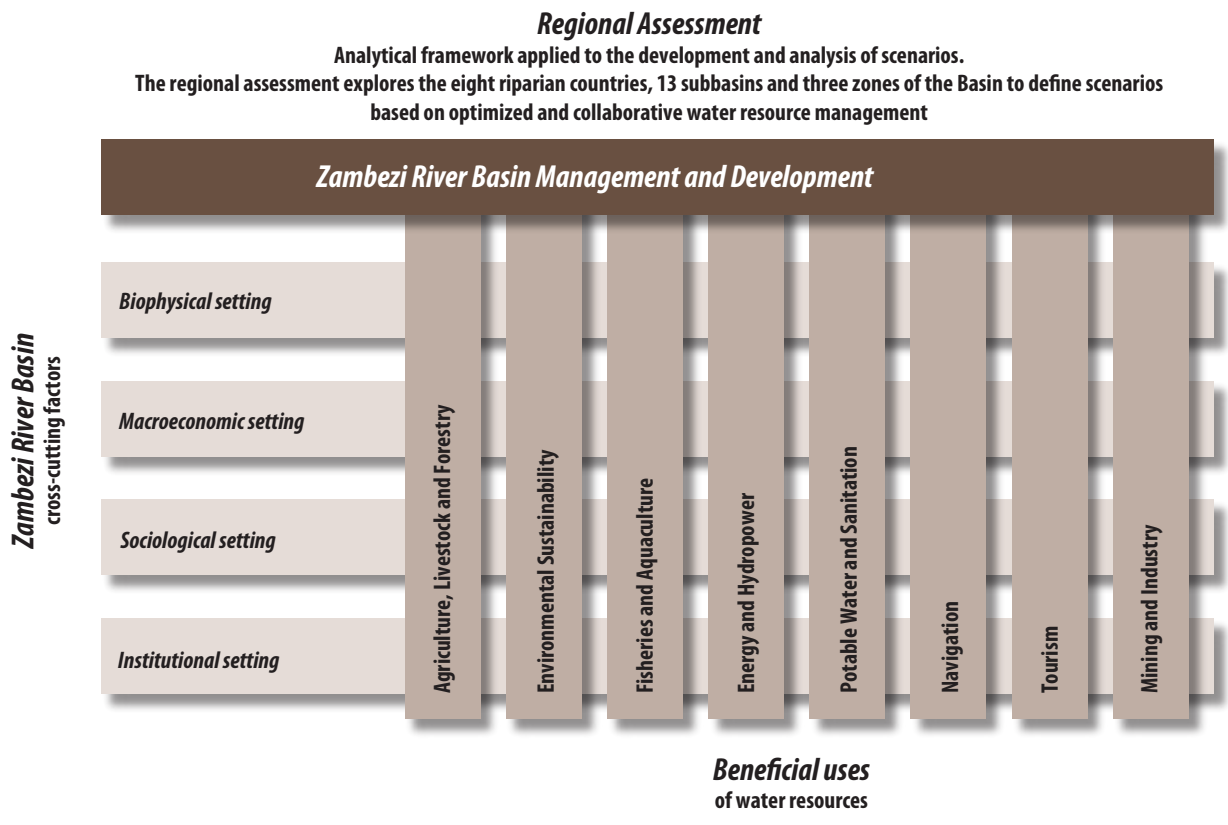 Regional Assessment
Analytical framework applied to the development and analysis of scenarios.
The regional assessment explores the eight riparian countries, 13 subbasins and three zones of the Basin to define scenarios
based on optimized and collaborative water resource management
Zambezi River Basin Management and Development
Zambezi River Basin
cross-cutting factors
Biophysical setting
Macroeconomic setting
Sociological setting
Institutional setting
Agriculture, Livestock and Forestry
Environmental Sustainability
Fisheries and Aquaculture
Energy and Hydropower
Potable Water and Sanitation
Navigation
Tourism
Mining and Industry
Beneficial uses
of water resources